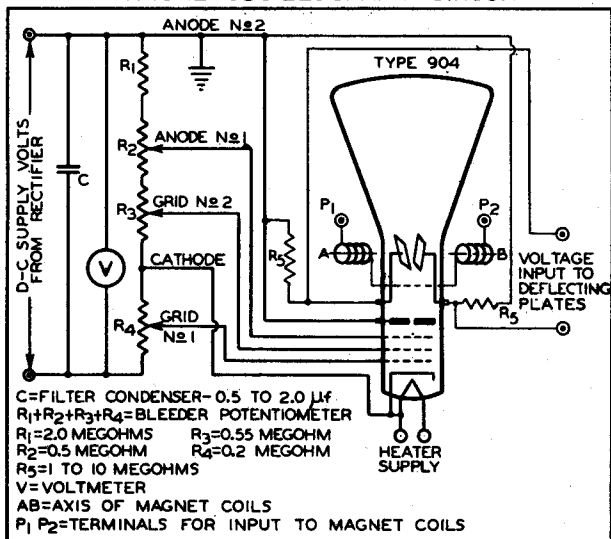 ANODE No 2
TYPE 904
R1
ANODE No 1
R2
GRID No 2
R3
C
D-C SUPPLY VOLTS
FROM RECTIFIER
V
CATHODE
GRID
No 1
R4
R5
P1
P2
A
B
VOLTAGE
INPUT TO
DEFLECTING
PLATES
R5
HEATER
SUPPLY
C=FILTER CONDENSER-0.5 TO 2.0 µf
R1+R2+R3+R4=BLEEDER POTENTIOMETER
R1=2.0 MEGOHMS R3=0.55 MEGOHM
R2=0.5 MEGOHM R4=0.2 MEGOHM
R5=1 TO 10 MEGOHMS
V=VOLTMETER
AB=AXIS OF MAGNET COILS
P1 P2=TERMINALS FOR INPUT TO MAGNET COILS